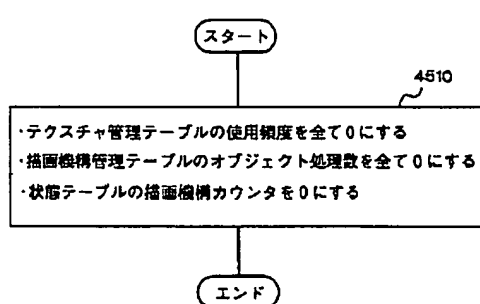 スタート
4510
・テクスチャ管理テーブルの使用頻度を全て0にする
・描画機構管理テーブルのオブジェクト処理数を全て0にする
・状態テーブルの描画機構カウンタを0にする
エンド